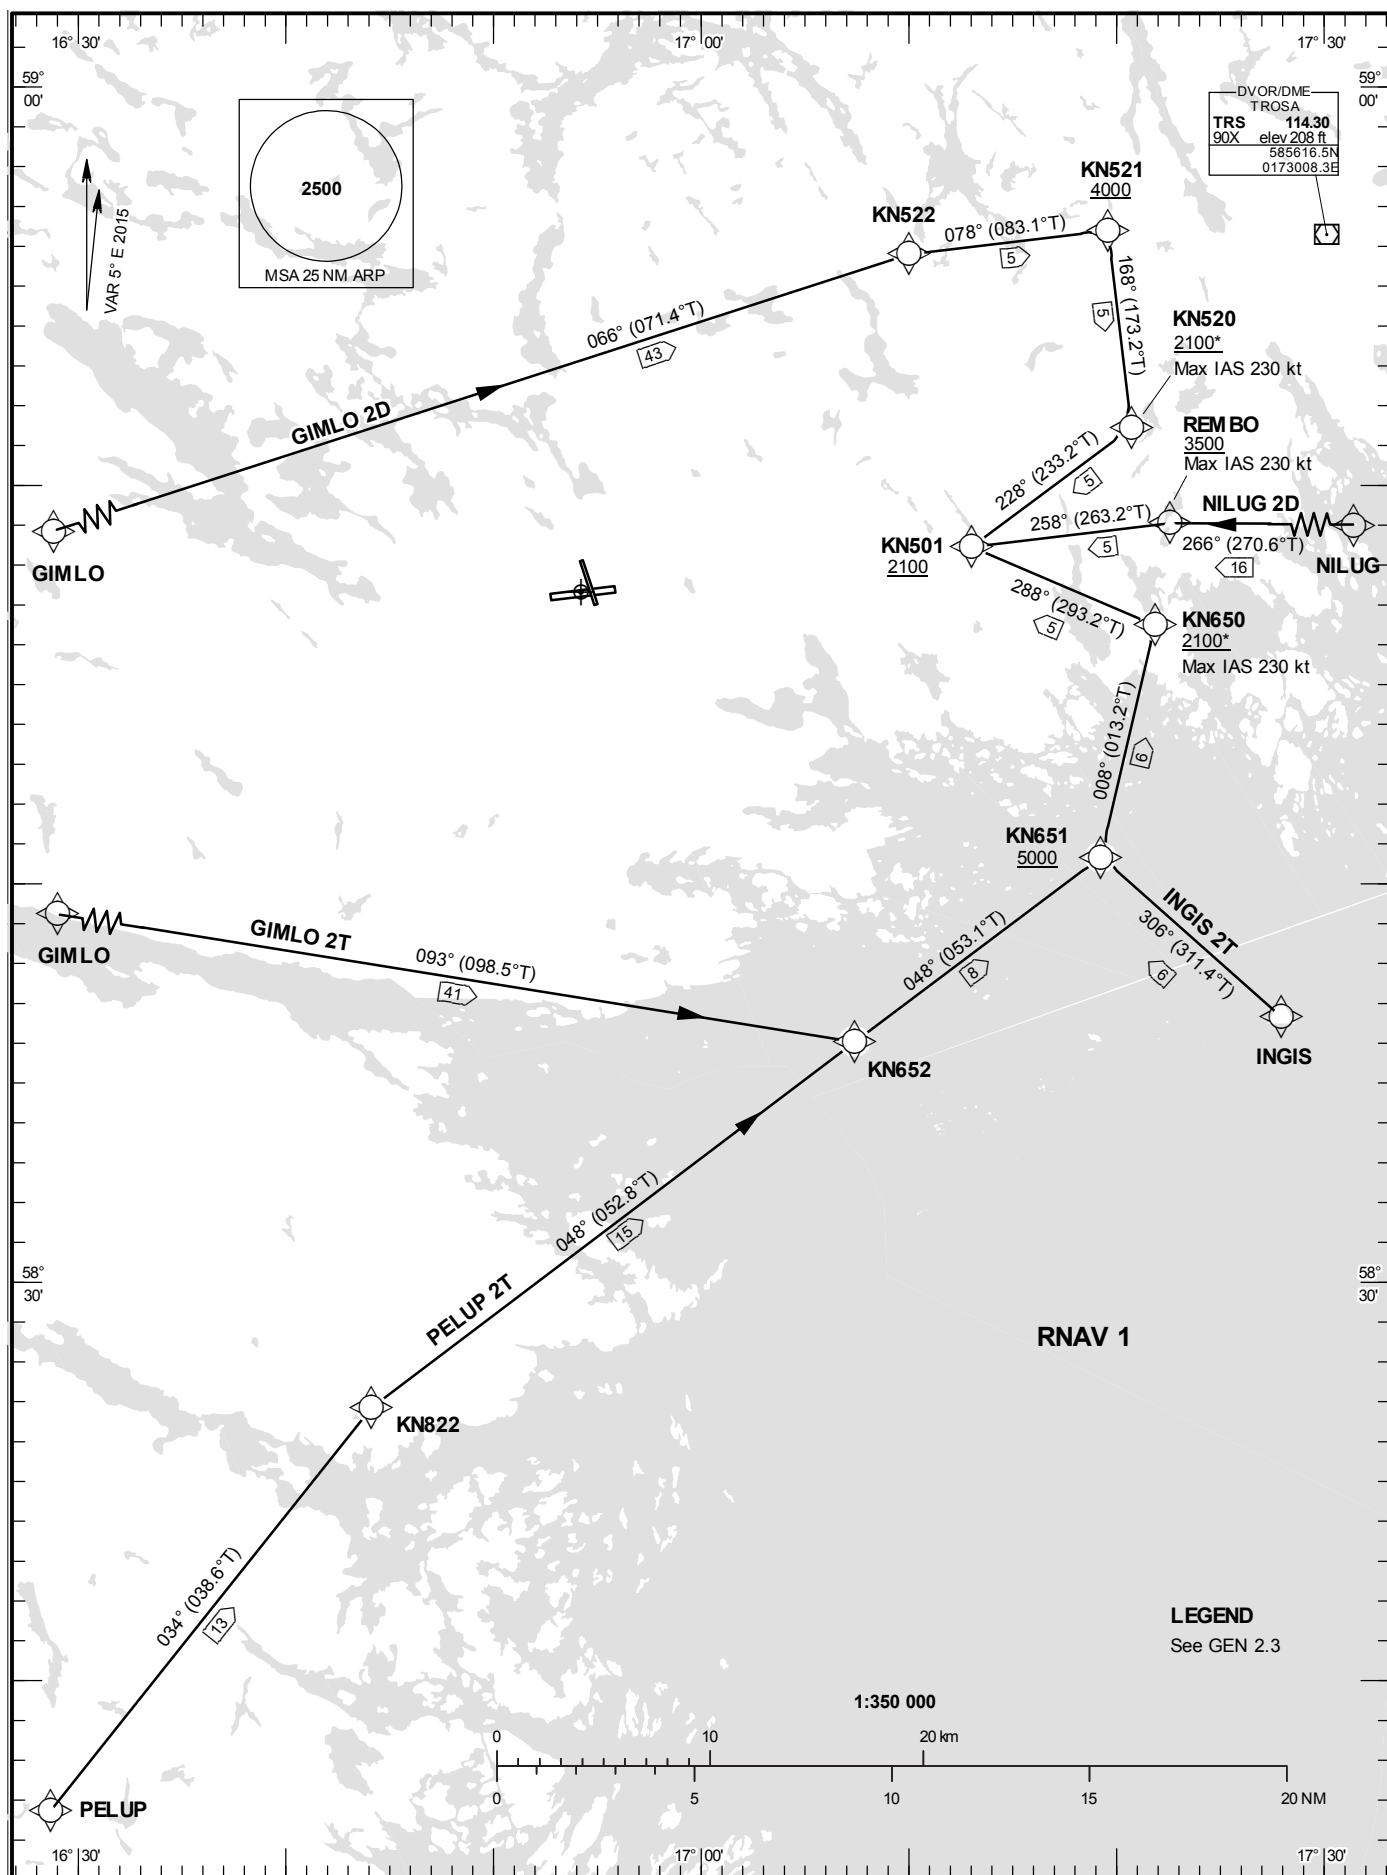 16° 30'
17° 00'
17° 30'
59°
00'
59°
00'
DVOR/DME
TROSA
TRS 114.30
90X elev 208 ft
585616.5N
0173008.3E
2500
MSA 25 NM ARP
VAR 5° E 2015
KN521
4000
KN522
078° (083.1°T)
5
168° (173.2°T)
5
066° (071.4°T)
43
GIMLO 2D
KN520
2100*
Max IAS 230 kt
REMBO
3500
Max IAS 230 kt
228° (233.2°T)
5
NILUG 2D
258° (263.2°T)
5
266° (270.6°T)
16
KN501
2100
GIMLO
NILUG
288° (293.2°T)
5
KN650
2100*
Max IAS 230 kt
008° (013.2°T)
6
KN651
5000
INGIS 2T
306° (311.4°T)
6
GIMLO 2T
GIMLO
093° (098.5°T)
41
048° (053.1°T)
8
KN652
INGIS
048° (052.8°T)
15
PELUP 2T
58°
30'
58°
30'
RNAV 1
KN822
034° (038.6°T)
13
LEGEND
See GEN 2.3
1:350 000
0 10 20 km
0 5 10 15 20 NM
PELUP
16° 30'
17° 00'
17° 30'